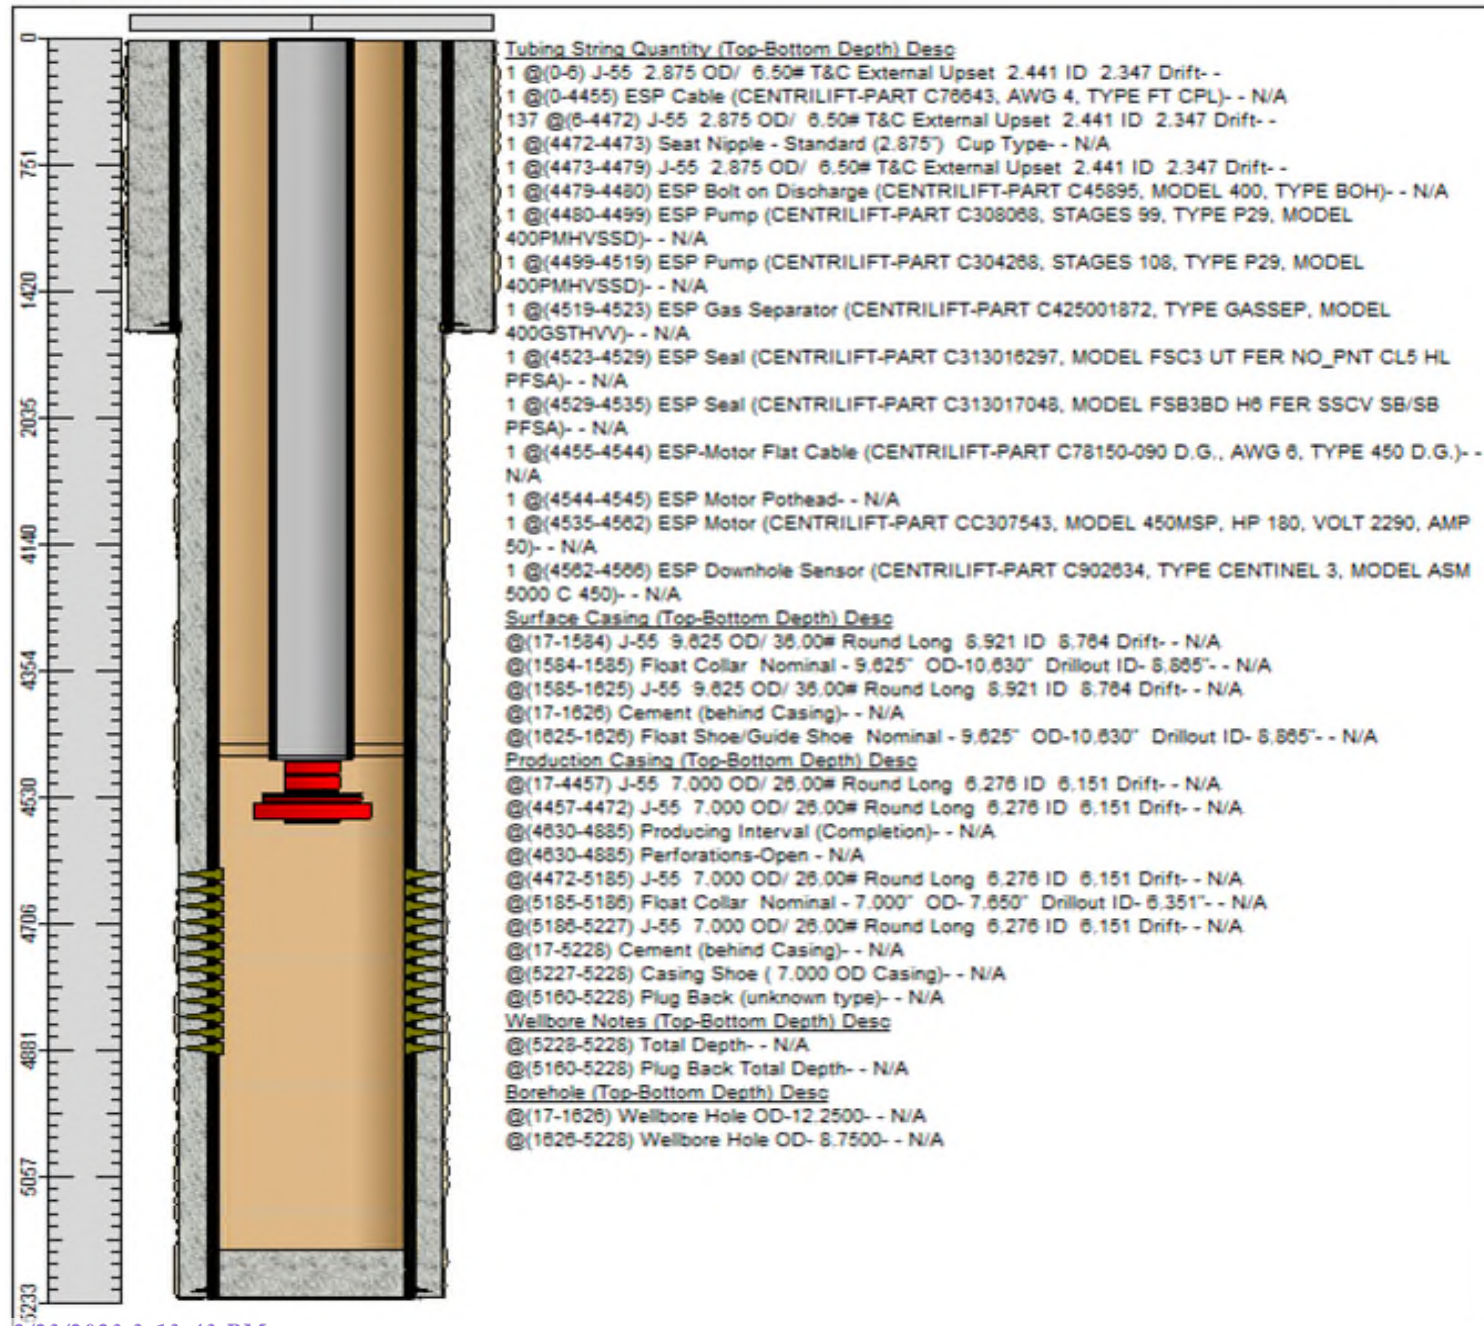 0
751
1420
2035
4140
4354
4630
4706
4881
5057
5233
Tubing String Quantity (Top-Bottom Depth) Desc
1 @(0-6) J-55 2.875 OD/ 6.50# T&C External Upset 2.441 ID 2.347 Drift- -
1 @(0-4455) ESP Cable (CENTRILIFT-PART C76643, AWG 4, TYPE FT CPL)- - N/A
137 @(6-4472) J-55 2.875 OD/ 6.50# T&C External Upset 2.441 ID 2.347 Drift- -
1 @(4472-4473) Seat Nipple - Standard (2.875") Cup Type- - N/A
1 @(4473-4479) J-55 2.875 OD/ 6.50# T&C External Upset 2.441 ID 2.347 Drift- -
1 @(4479-4480) ESP Bolt on Discharge (CENTRILIFT-PART C45895, MODEL 400, TYPE BOH)- - N/A
1 @(4480-4499) ESP Pump (CENTRILIFT-PART C308068, STAGES 99, TYPE P29, MODEL
400PMHVSSD)- - N/A
1 @(4499-4519) ESP Pump (CENTRILIFT-PART C304268, STAGES 108, TYPE P29, MODEL
400PMHVSSD)- - N/A
1 @(4519-4523) ESP Gas Separator (CENTRILIFT-PART C425001872, TYPE GASSEP, MODEL
400GSTHVV)- - N/A
1 @(4523-4529) ESP Seal (CENTRILIFT-PART C313016297, MODEL FSC3 UT FER NO_PNT CL5 HL
PFSA)- - N/A
1 @(4529-4535) ESP Seal (CENTRILIFT-PART C313017048, MODEL FSB3BD H6 FER SSCV SB/SB
PFSA)- - N/A
1 @(4455-4544) ESP-Motor Flat Cable (CENTRILIFT-PART C78150-090 D.G., AWG 6, TYPE 450 D.G.)- -
N/A
1 @(4544-4545) ESP Motor Pothead- - N/A
1 @(4535-4562) ESP Motor (CENTRILIFT-PART CC307543, MODEL 450MSP, HP 180, VOLT 2290, AMP
50)- - N/A
1 @(4562-4566) ESP Downhole Sensor (CENTRILIFT-PART C902634, TYPE CENTINEL 3, MODEL ASM
5000 C 450)- - N/A
Surface Casing (Top-Bottom Depth) Desc
@(17-1584) J-55 9.625 OD/ 36.00# Round Long 8.921 ID 8.764 Drift- - N/A
@(1584-1585) Float Collar Nominal - 9.625" OD-10.630" Drillout ID- 8.865"- - N/A
@(1585-1625) J-55 9.625 OD/ 36.00# Round Long 8.921 ID 8.764 Drift- - N/A
@(17-1626) Cement (behind Casing)- - N/A
@(1625-1626) Float Shoe/Guide Shoe Nominal - 9.625" OD-10.630" Drillout ID- 8.865"- - N/A
Production Casing (Top-Bottom Depth) Desc
@(17-4457) J-55 7.000 OD/ 26.00# Round Long 6.276 ID 6.151 Drift- - N/A
@(4457-4472) J-55 7.000 OD/ 26.00# Round Long 6.276 ID 6.151 Drift- - N/A
@(4630-4885) Producing Interval (Completion)- - N/A
@(4630-4885) Perforations-Open - N/A
@(4472-5185) J-55 7.000 OD/ 26.00# Round Long 6.276 ID 6.151 Drift- - N/A
@(5185-5186) Float Collar Nominal - 7.000" OD- 7.650" Drillout ID- 6.351"- - N/A
@(5186-5227) J-55 7.000 OD/ 26.00# Round Long 6.276 ID 6.151 Drift- - N/A
@(17-5228) Cement (behind Casing)- - N/A
@(5227-5228) Casing Shoe ( 7.000 OD Casing)- - N/A
@(5160-5228) Plug Back (unknown type)- - N/A
Wellbore Notes (Top-Bottom Depth) Desc
@(5228-5228) Total Depth- - N/A
@(5160-5228) Plug Back Total Depth- - N/A
Borehole (Top-Bottom Depth) Desc
@(17-1626) Wellbore Hole OD-12.2500- - N/A
@(1626-5228) Wellbore Hole OD- 8.7500- - N/A